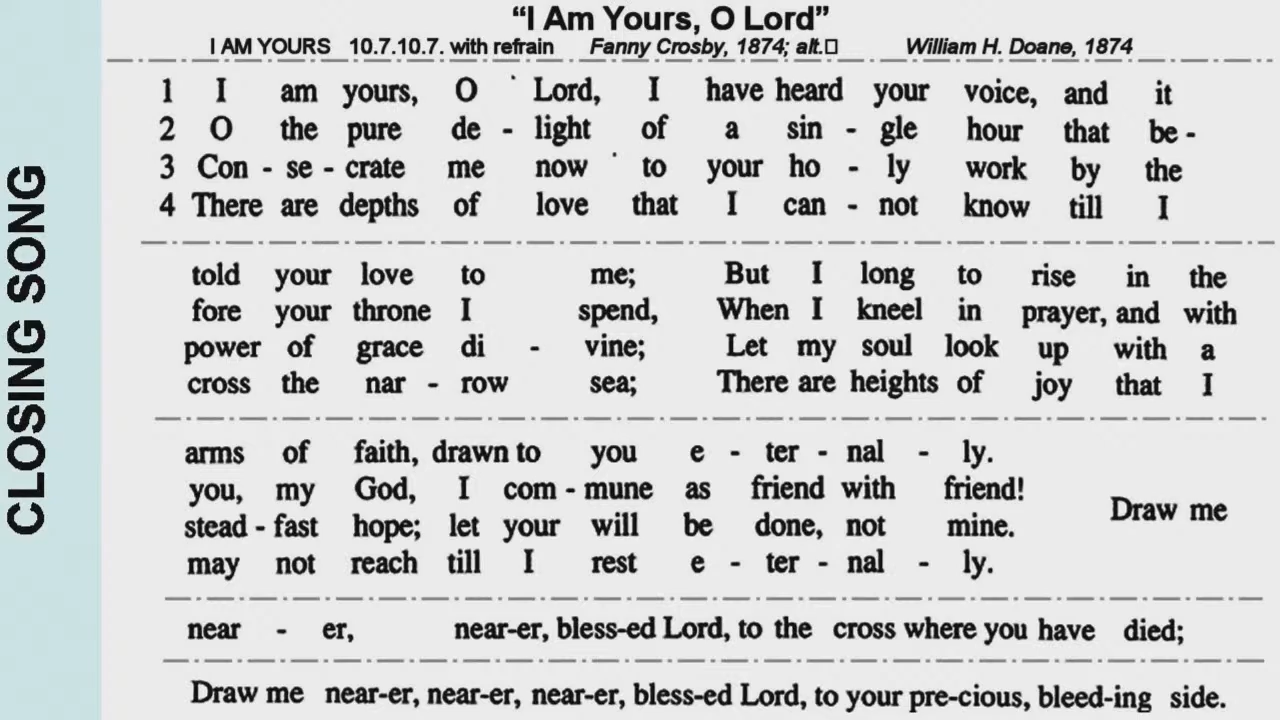 CLOSING SONG
“I Am Yours, O Lord”
I AM YOURS 10.7.10.7. with refrain Fanny Crosby, 1874; alt.□ William H. Doane, 1874
1 I am yours, O Lord, I have heard your voice, and it
2 O the pure de - light of a sin - gle hour that be -
3 Con - se - crate me now to your ho - ly work by the
4 There are depths of love that I can - not know till I
told your love to me; But I long to rise in the
fore your throne I spend, When I kneel in prayer, and with
power of grace di - vine; Let my soul look up with a
cross the nar - row sea; There are heights of joy that I
arms of faith, drawn to you e - ter - nal - ly.
you, my God, I com - mune as friend with friend!
Draw me
stead - fast hope; let your will be done, not mine.
may not reach till I rest e - ter - nal - ly.
near - er, near-er, bless-ed Lord, to the cross where you have died;
Draw me near-er, near-er, near-er, bless-ed Lord, to your pre-cious, bleed-ing side.